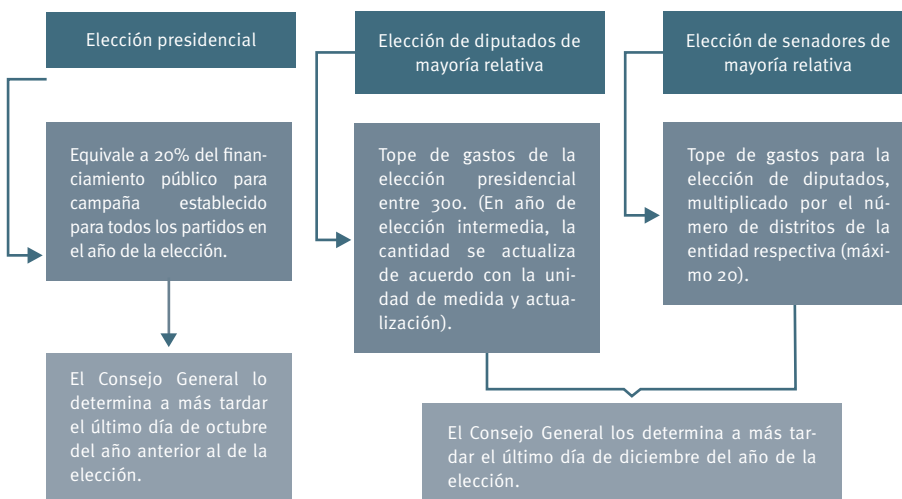 Elección presidencial
Equivale a 20% del finan-
ciamiento público para
campaña establecido
para todos los partidos en
el año de la elección.
El Consejo General lo
determina a más tardar
el último día de octubre
del año anterior al de la
elección.
Elección de diputados de
mayoría relativa
Tope de gastos de la
elección presidencial
entre 300. (En año de
elección intermedia, la
cantidad se actualiza
de acuerdo con la uni-
dad de medida y actua-
lización).
Elección de senadores de
mayoría relativa
Tope de gastos para la
elección de diputados,
multiplicado por el nú-
mero de distritos de la
entidad respectiva (máxi-
mo 20).
El Consejo General los determina a más tar-
dar el último día de diciembre del año de la
elección.